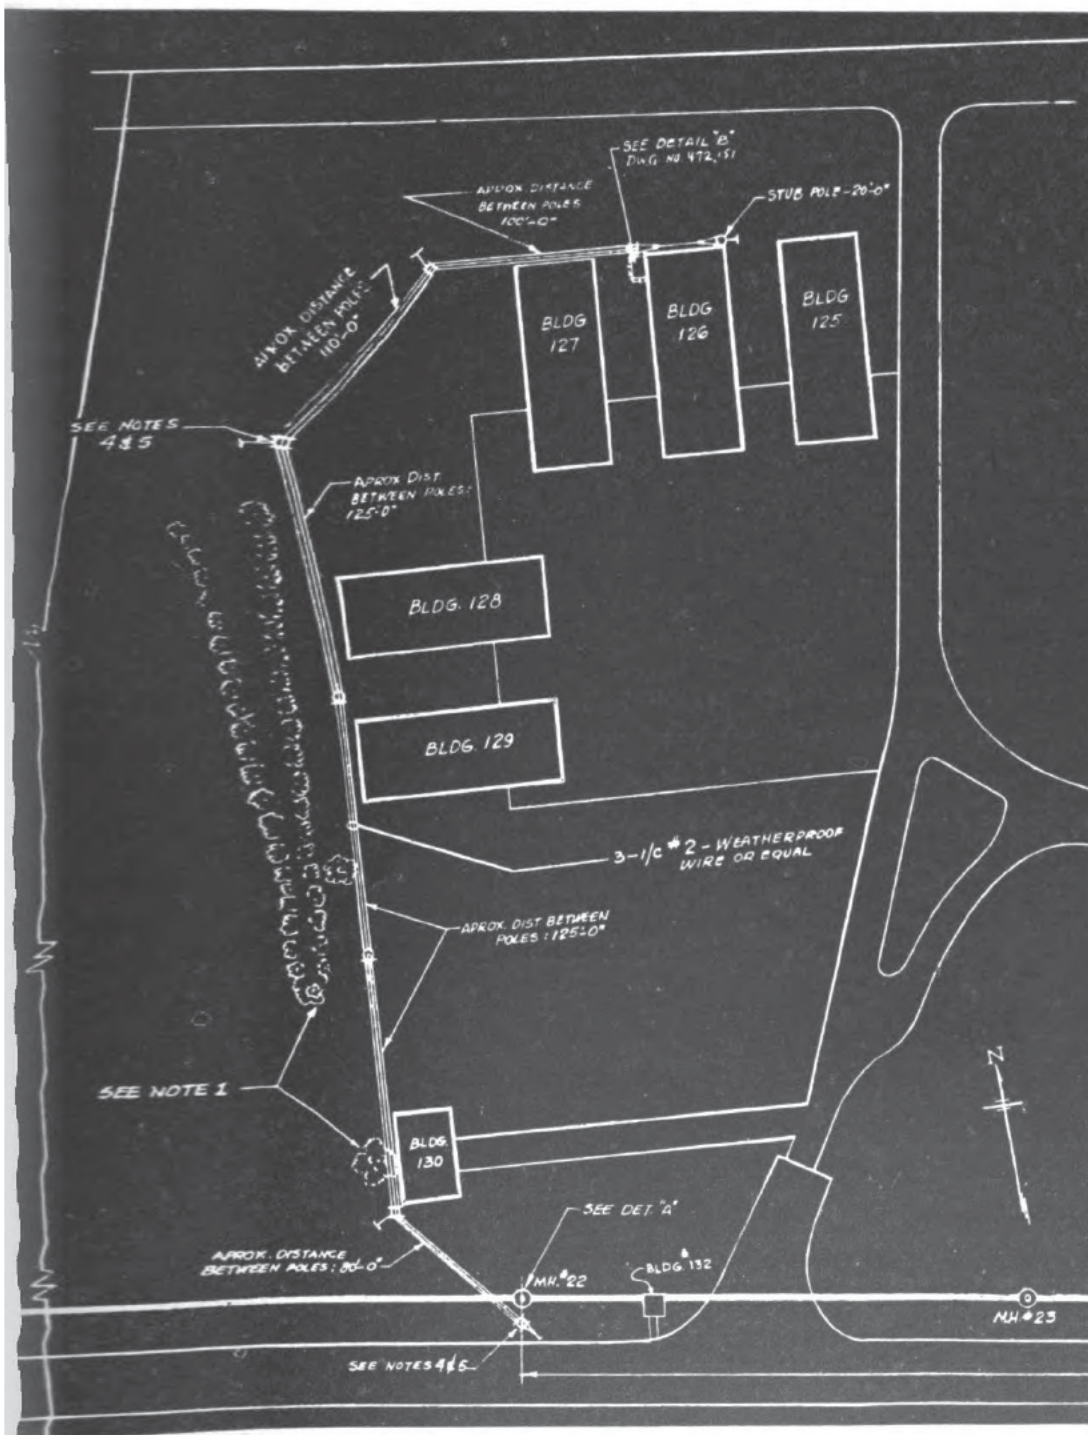 SEE DETAIL "B"
DWG NO. 472,151
APROX DISTANCE
BETWEEN POLES
100'-0"
STUB POLE-20'-0"
APROX DISTANCE
BETWEEN POLES
110'-0"
BLDG
127
BLDG
126
BLDG
125
SEE NOTES
4&5
APROX DIST.
BETWEEN POLES:
125'-0"
BLDG. 128
BLDG. 129
3-1/C #2-WEATHERPROOF
WIRE OR EQUAL
APROX. DIST BETWEEN
POLES: 125'-0"
SEE NOTE 1
N
BLDG.
130
SEE DET. "A"
APROX. DISTANCE
BETWEEN POLES: 80'-0"
MH. #22
BLDG. # 132
M.H. #23
SEE NOTES 4&5